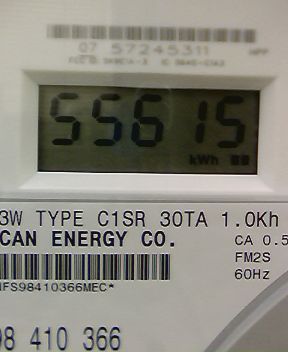 07 57245311
55615
kWh
3W TYPE C1SR 30TA 1.0Kh
CAN ENERGY CO.
CA 0.5
FM2S
60Hz
IFS98410366MEC*
98 410 366